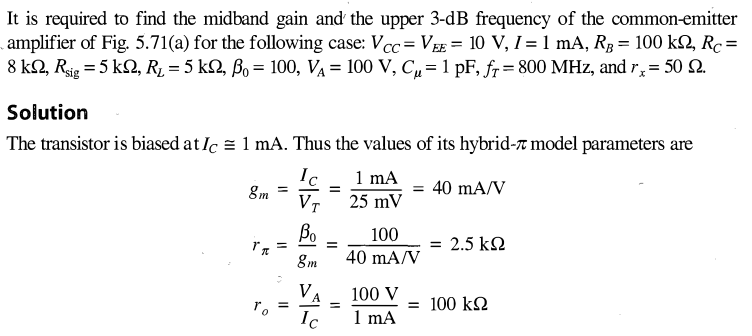 It is required to find the midband gain and the upper 3-dB frequency of the common-emitter
amplifier of Fig. 5.71(a) for the following case: V_CC = V_EE = 10 V, I = 1 mA, R_B = 100 kΩ, R_C =
8 kΩ, R_sig = 5 kΩ, R_L = 5 kΩ, β_0 = 100, V_A = 100 V, C_μ = 1 pF, f_T = 800 MHz, and r_x = 50 Ω.
Solution
The transistor is biased at I_C ≅ 1 mA. Thus the values of its hybrid-π model parameters are
g_m = I_C / V_T = 1 mA / 25 mV = 40 mA/V
r_π = β_0 / g_m = 100 / 40 mA/V = 2.5 kΩ
r_o = V_A / I_C = 100 V / 1 mA = 100 kΩ